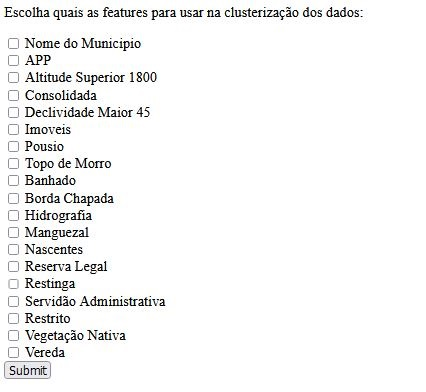 Escolha quais as features para usar na clusterização dos dados:
Nome do Municipio
APP
Altitude Superior 1800
Consolidada
Declividade Maior 45
Imoveis
Pousio
Topo de Morro
Banhado
Borda Chapada
Hidrografia
Manguezal
Nascentes
Reserva Legal
Restinga
Servidão Administrativa
Restrito
Vegetação Nativa
Vereda
Submit